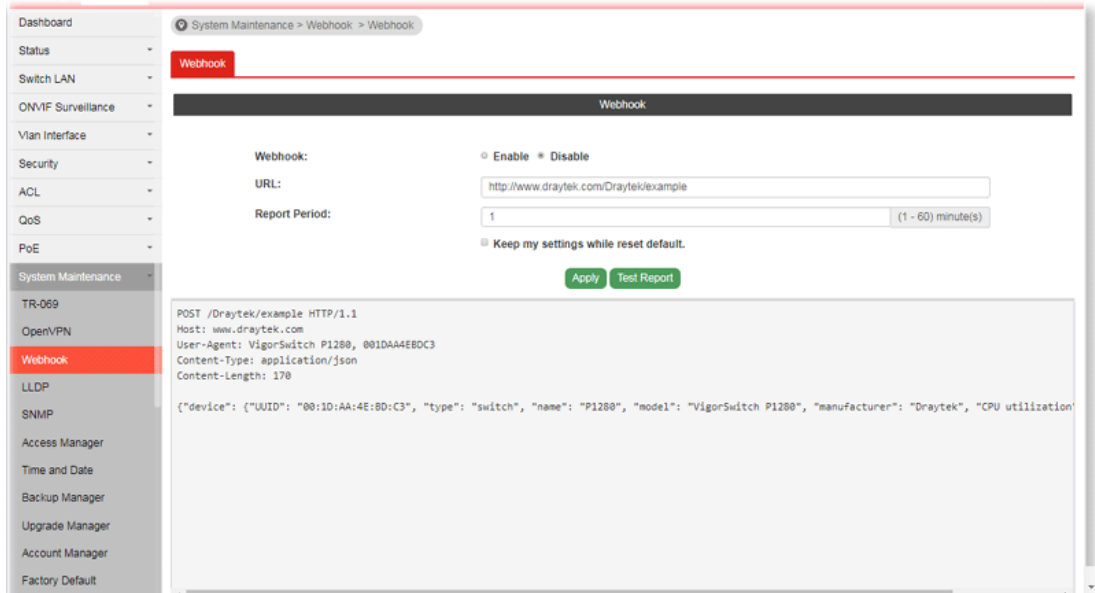 Dashboard
Status
Switch LAN
ONVIF Surveillance
Vlan Interface
Security
ACL
QoS
PoE
System Maintenance
TR-069
OpenVPN
Webhook
LLDP
SNMP
Access Manager
Time and Date
Backup Manager
Upgrade Manager
Account Manager
Factory Default
System Maintenance > Webhook > Webhook
Webhook
Webhook
Webhook: Enable Disable
URL: http://www.draytek.com/Draytek/example
Report Period: 1 (1 - 60) minute(s)
Keep my settings while reset default.
Apply Test Report
POST /Draytek/example HTTP/1.1
Host: www.draytek.com
User-Agent: VigorSwitch P1280, 001DAA4EBDC3
Content-Type: application/json
Content-Length: 170
{"device": {"UUID": "00:1D:AA:4E:BD:C3", "type": "switch", "name": "P1280", "model": "VigorSwitch P1280", "manufacturer": "Draytek", "CPU utilization"